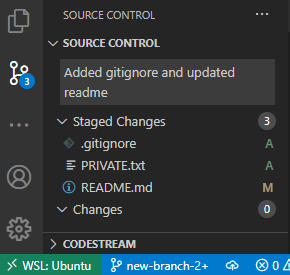 SOURCE CONTROL
SOURCE CONTROL
Added gitignore and updated
readme
Staged Changes 3
.gitignore A
PRIVATE.txt A
README.md M
Changes 0
3
CODESTREAM
WSL: Ubuntu new-branch-2+ 0